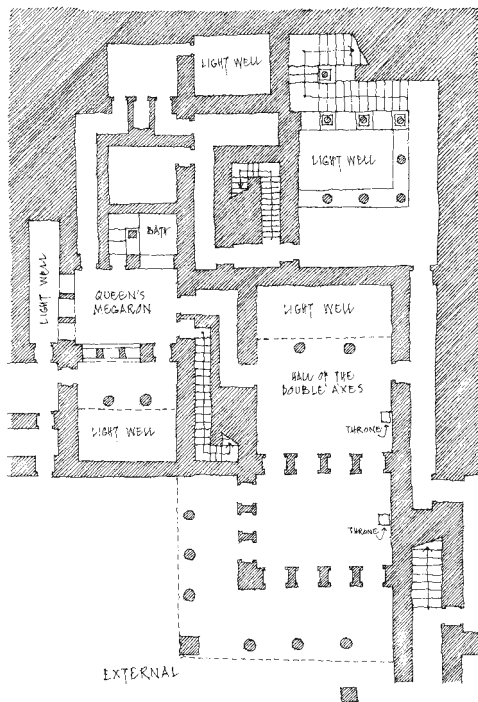 LIGHT WELL
LIGHT WELL
BATH
LIGHT WELL
QUEEN'S
MEGARON
LIGHT WELL
HALL OF THE
DOUBLE AXES
THRONE
LIGHT WELL
THRONE
EXTERNAL